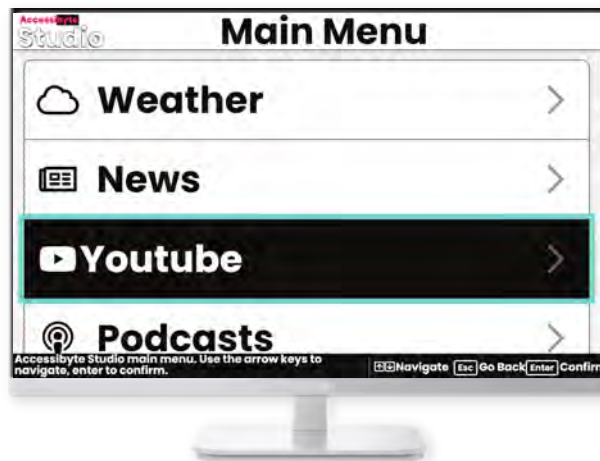 Accessibyte
Studio
Main Menu
Weather
News
Youtube
Podcasts
Accessibyte Studio main menu. Use the arrow keys to
navigate, enter to confirm.
↑↓Navigate Esc Go Back Enter Confirm